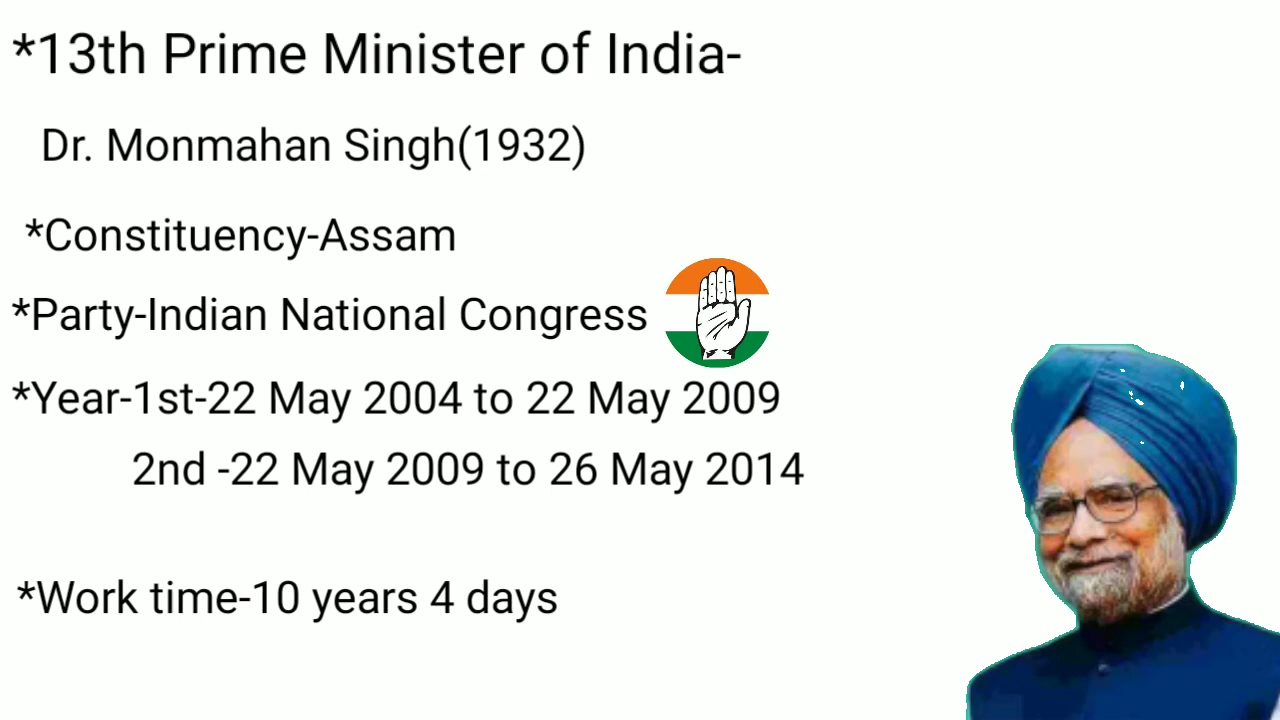 *13th Prime Minister of India-
Dr. Monmahan Singh(1932)
*Constituency-Assam
*Party-Indian National Congress
*Year-1st-22 May 2004 to 22 May 2009
2nd -22 May 2009 to 26 May 2014
*Work time-10 years 4 days